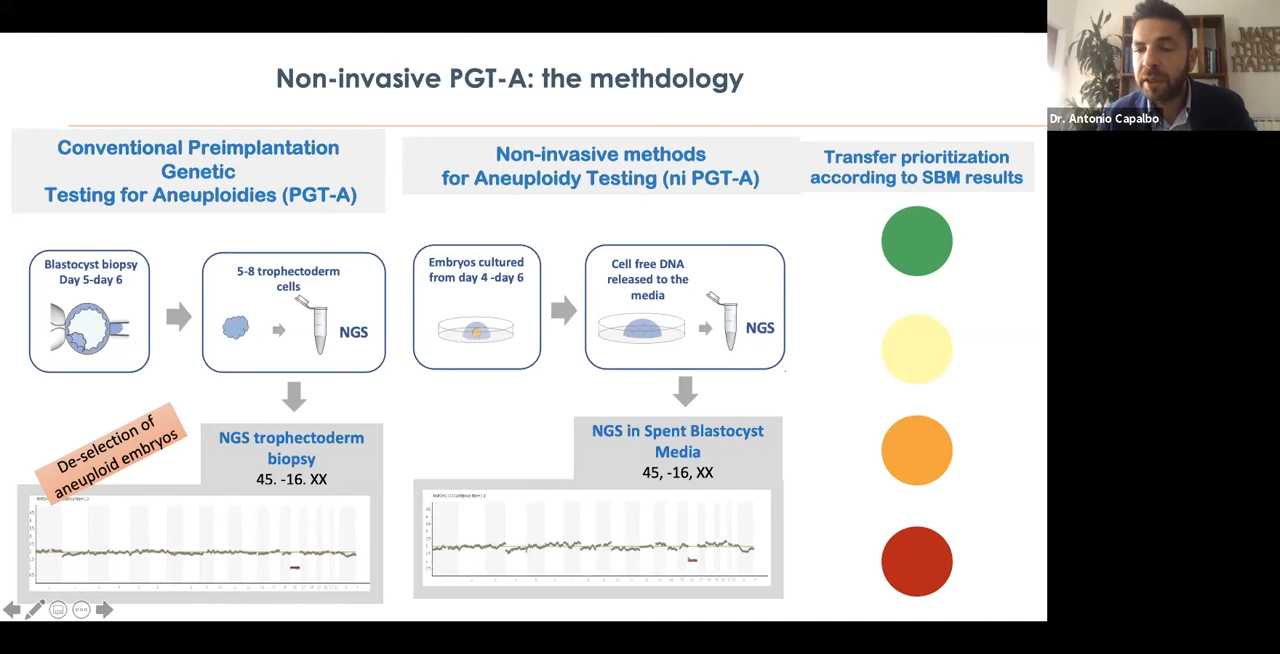 Non-invasive PGT-A: the methdology
Conventional Preimplantation
Genetic
Testing for Aneuploidies (PGT-A)
Blastocyst biopsy
Day 5-day 6
5-8 trophectoderm
cells
NGS
De-selection of
aneuploid embryos
NGS trophectoderm
biopsy
45. -16. XX
Non-invasive methods
for Aneuploidy Testing (ni PGT-A)
Embryos cultured
from day 4 -day 6
Cell free DNA
released to the
media
NGS
NGS in Spent Blastocyst
Media
45, -16, XX
Transfer prioritization
according to SBM results
MAKE
THINGS
HAPPE
Dr. Antonio Capalbo